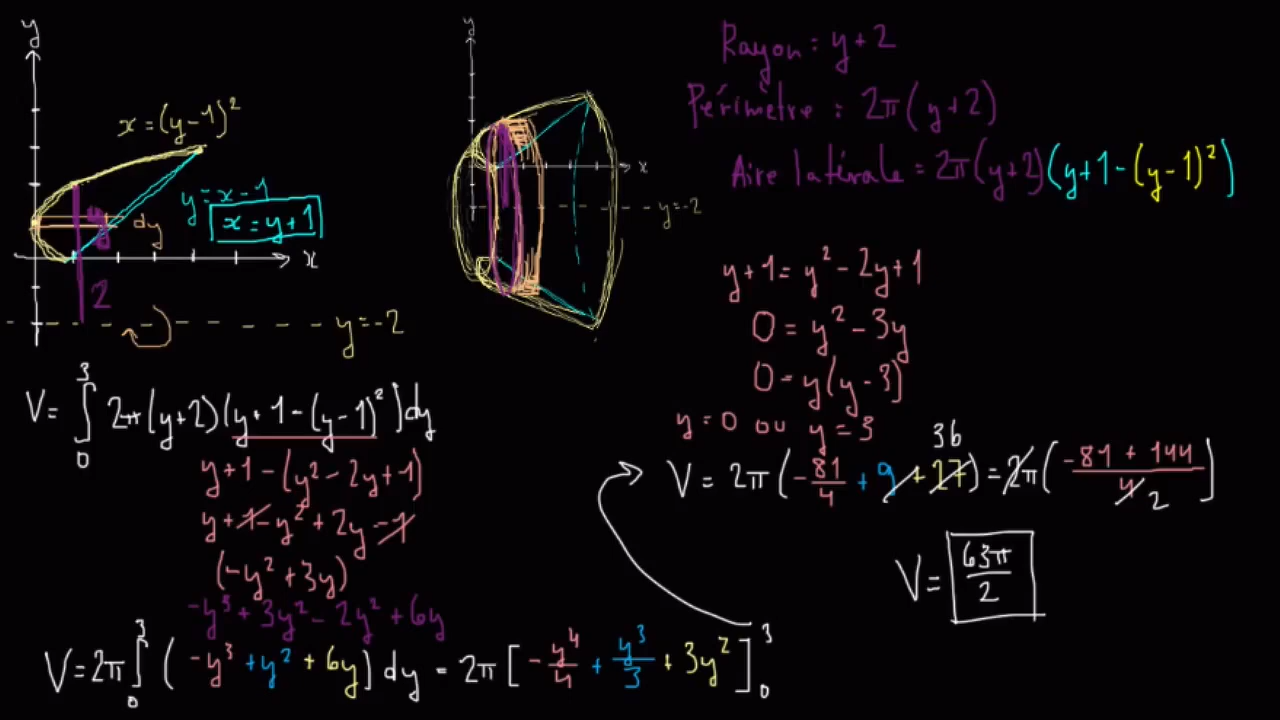 y
x = (y-1)²
y = x - 1
x = y+1
y
dy
x
2
y = -2
y
x
y = -2
Rayon = y+2
Périmètre = 2π(y+2)
Aire latérale = 2π(y+2)(y+1-(y-1)²)
y+1 = y² - 2y+1
0 = y² - 3y
0 = y(y-3)
y = 0 ou y = 3
V = ∫₀³ 2π(y+2)(y+1-(y-1)²)dy
y+1-(y²-2y+1)
y+1-y²+2y-1
(-y²+3y)
-y³+3y²-2y²+6y
V = 2π ∫₀³ (-y³+y²+6y)dy = 2π[-y⁴/4 + y³/3 + 3y²]₀³
36
V = 2π(-81/4 + 9 + 27) = 2π(-81+144/4 2)
V = 63π/2